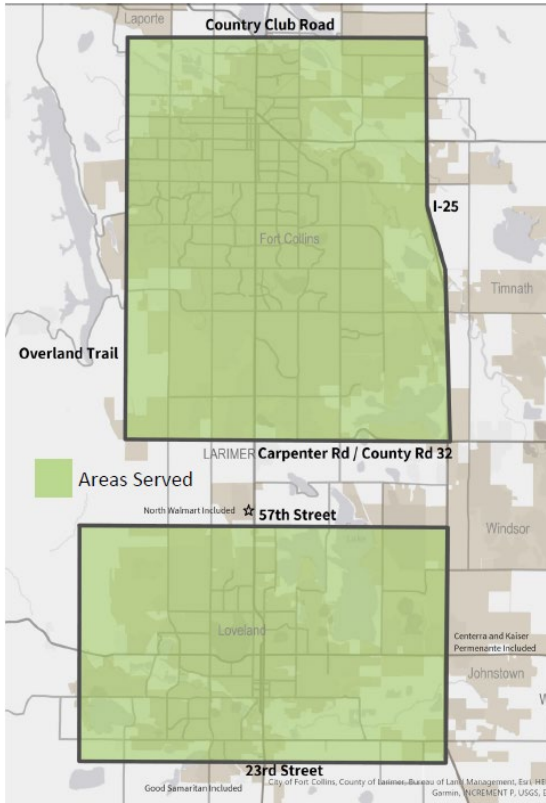 Laporte
Country Club Road
I-25
Fort Collins
Timnath
Overland Trail
LARIMER
Carpenter Rd / County Rd 32
Areas Served
North Walmart Included
57th Street
Windsor
Loveland
Centerra and Kaiser
Permenante Included
Johnstown
W
23rd Street
Good Samaritan Included
City of Fort Collins, County of Larimer, Bureau of Land Management, Esri, HE
Garmin, INCREMENT P, USGS, E